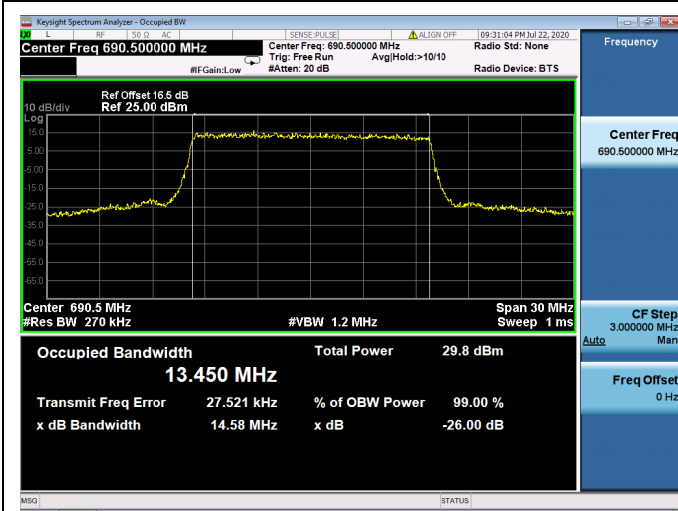 Keysight Spectrum Analyzer - Occupied BW
L RF 50 Ω AC SENSE:PULSE ALIGN OFF 09:31:04 PM Jul 22, 2020
Center Freq 690.500000 MHz Center Freq: 690.500000 MHz Radio Std: None
Trig: Free Run Avg|Hold:>10/10
#IFGain:Low #Atten: 20 dB Radio Device: BTS
Frequency
Ref Offset 16.5 dB
10 dB/div Ref 25.00 dBm
Log
15.0
5.00
-5.00
-15.0
-25.0
-35.0
-45.0
-55.0
-65.0
Center 690.5 MHz Span 30 MHz
#Res BW 270 kHz #VBW 1.2 MHz Sweep 1 ms
Occupied Bandwidth Total Power 29.8 dBm
13.450 MHz
Transmit Freq Error 27.521 kHz % of OBW Power 99.00 %
x dB Bandwidth 14.58 MHz x dB -26.00 dB
Center Freq
690.500000 MHz
CF Step
3.000000 MHz
Auto Man
Freq Offset
0 Hz
MSG STATUS